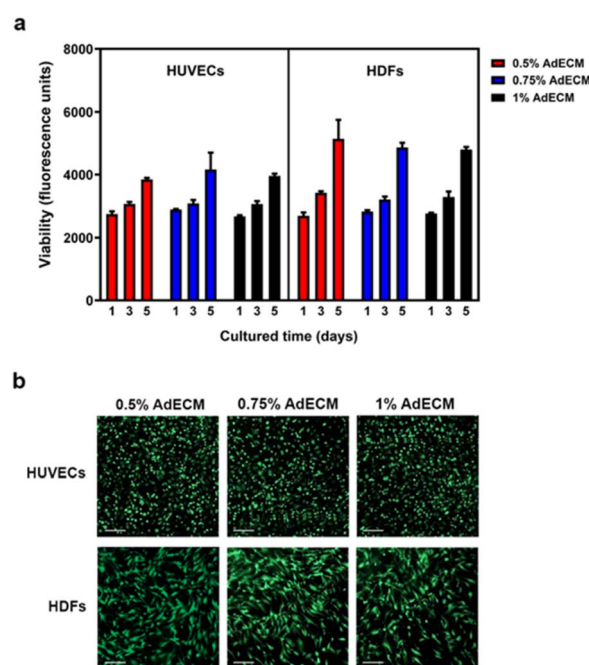 a
8000
6000
4000
2000
0
Viability (fluorescence units)
HUVECs
HDFs
0.5% AdECM
0.75% AdECM
1% AdECM
1 3 5 1 3 5 1 3 5 1 3 5 1 3 5 1 3 5
Cultured time (days)
b
0.5% AdECM 0.75% AdECM 1% AdECM
HUVECs
HDFs